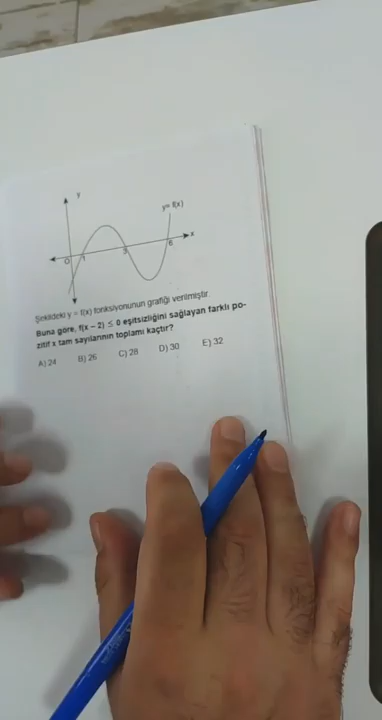 y
y= f(x)
x
0 1 3 6
Şekildeki y = f(x) fonksiyonunun grafiği verilmiştir.
Buna göre, f(x – 2) ≤ 0 eşitsizliğini sağlayan farklı po-
zitif x tam sayılarının toplamı kaçtır?
A) 24 B) 26 C) 28 D) 30 E) 32